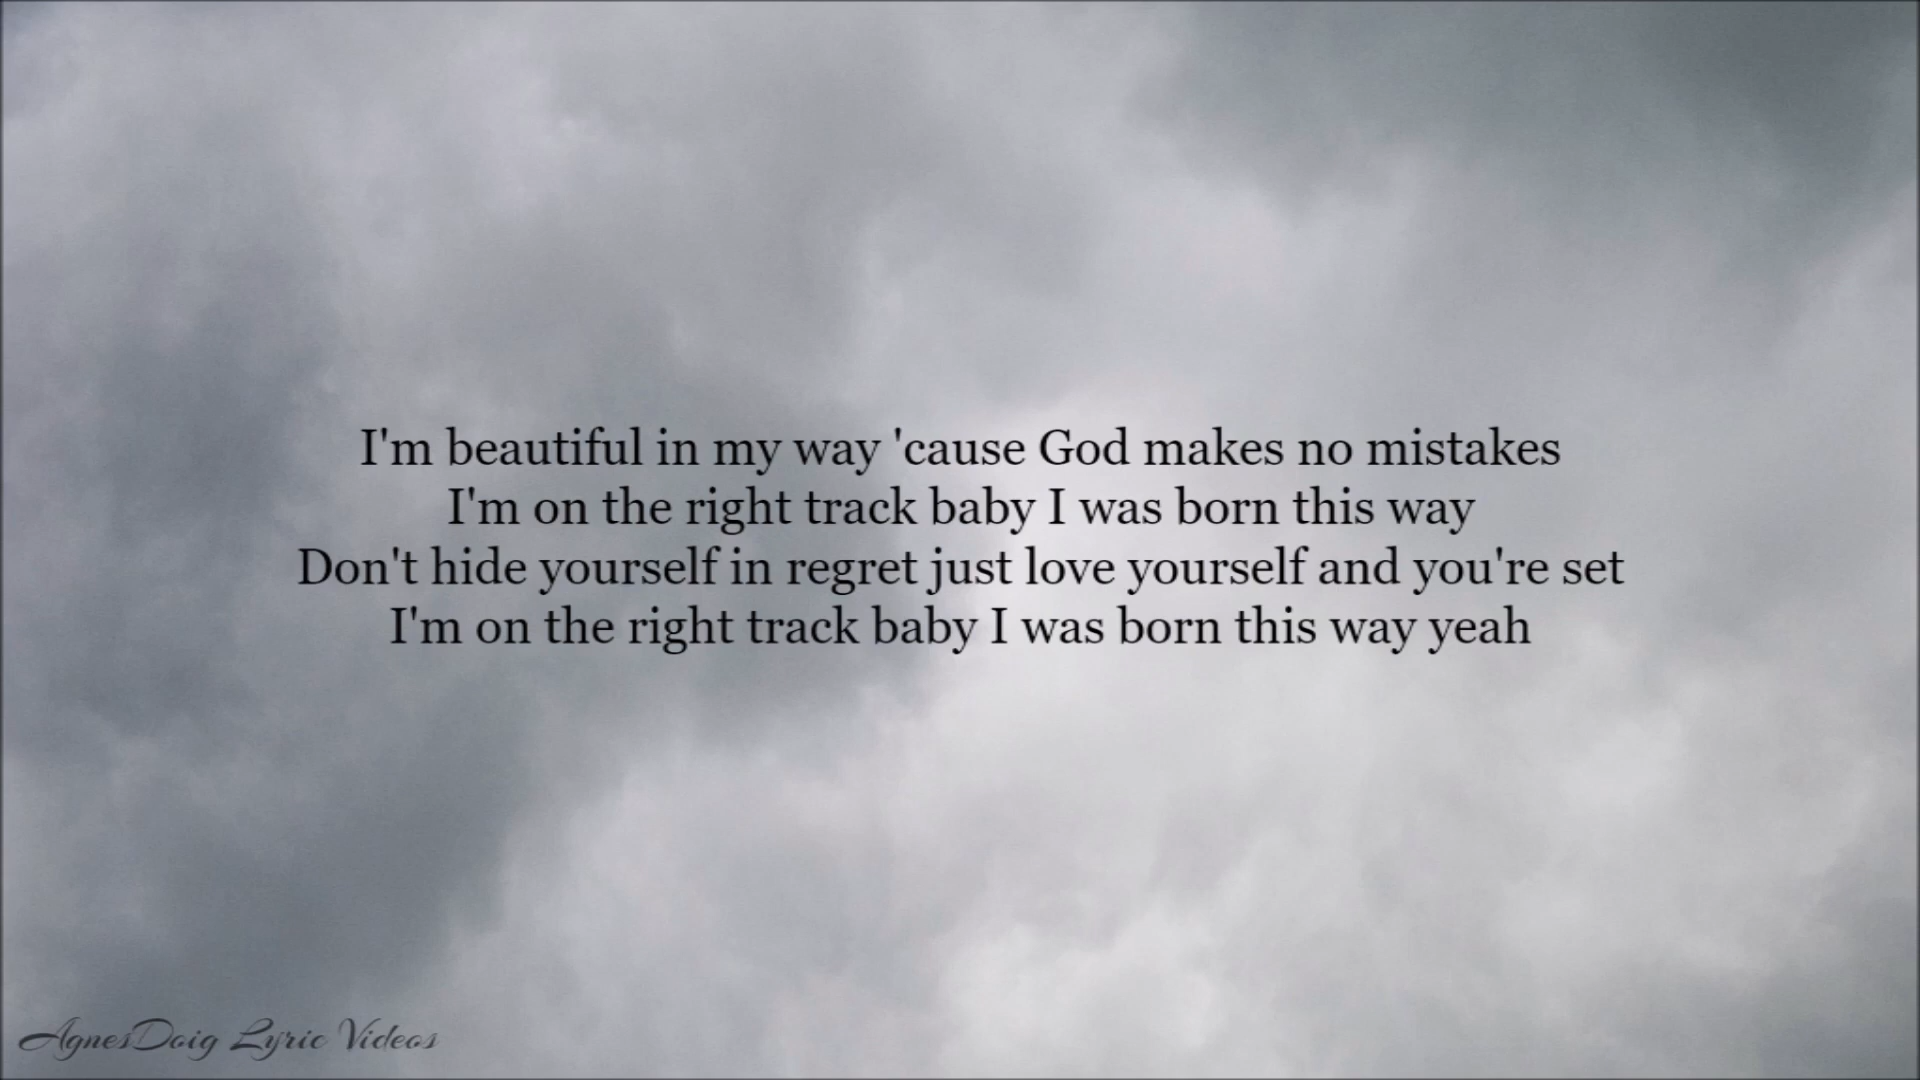 I'm beautiful in my way 'cause God makes no mistakes
I'm on the right track baby I was born this way
Don't hide yourself in regret just love yourself and you're set
I'm on the right track baby I was born this way yeah
AgnesDoig Lyric Videos